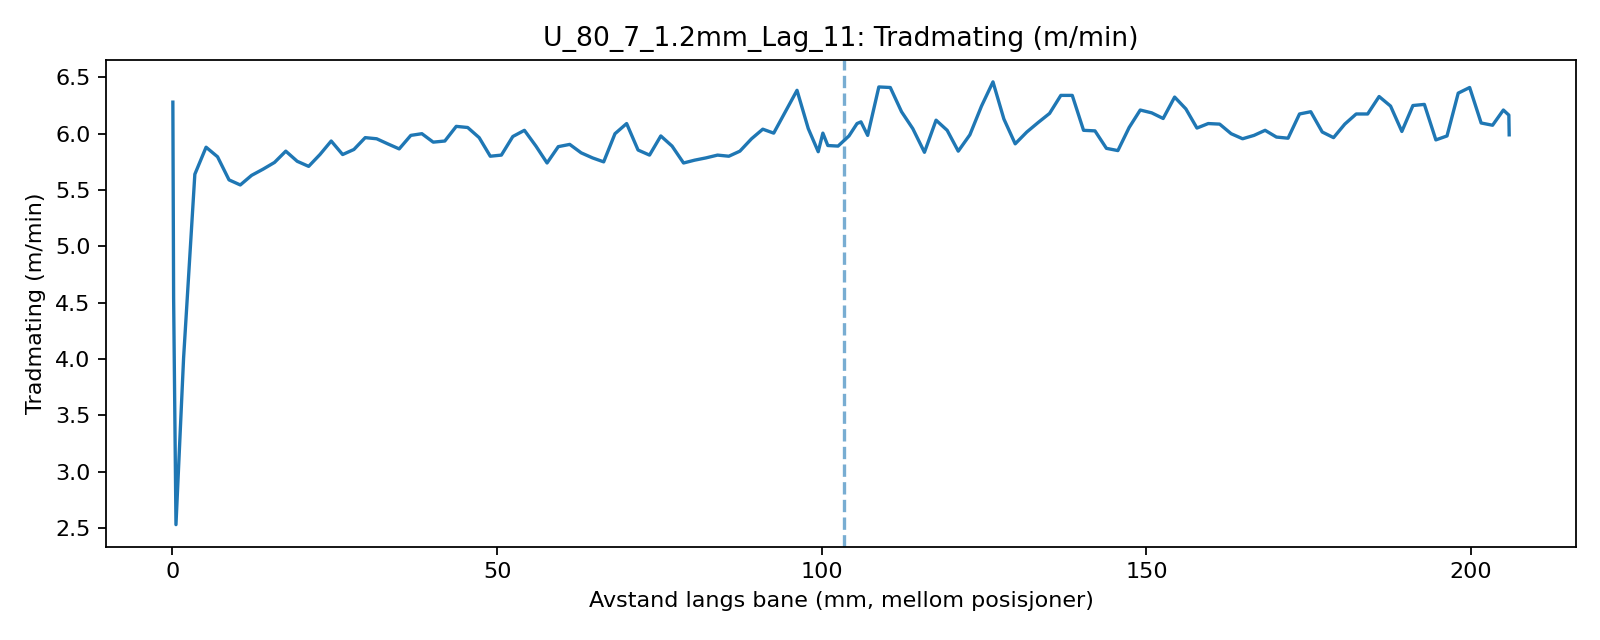 U_80_7_1.2mm_Lag_11: Tradmating (m/min)
Tradmating (m/min)
6.5
6.0
5.5
5.0
4.5
4.0
3.5
3.0
2.5
0 50 100 150 200
Avstand langs bane (mm, mellom posisjoner)